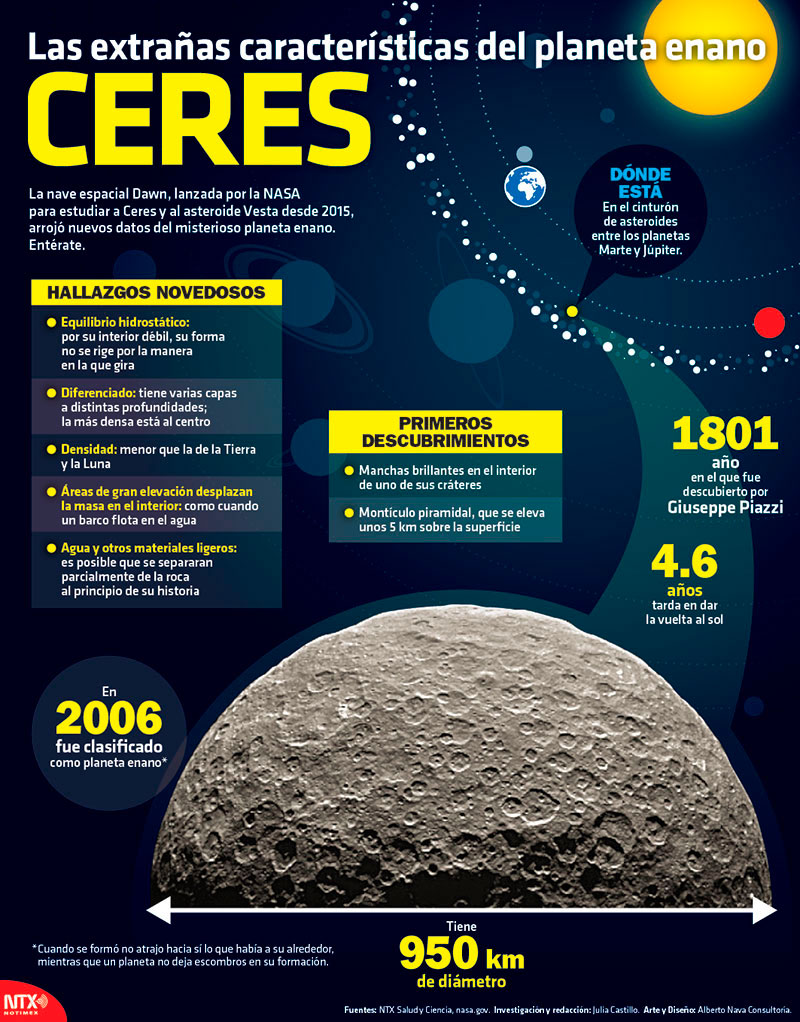 Las extrañas características del planeta enano
CERES
La nave espacial Dawn, lanzada por la NASA
para estudiar a Ceres y al asteroide Vesta desde 2015,
arrojó nuevos datos del misterioso planeta enano.
Entérate.
DÓNDE
ESTÁ
En el cinturón
de asteroides
entre los planetas
Marte y Júpiter.
HALLAZGOS NOVEDOSOS
Equilibrio hidrostático:
por su interior débil, su forma
no se rige por la manera
en la que gira
Diferenciado: tiene varias capas
a distintas profundidades;
la más densa está al centro
Densidad: menor que la de la Tierra
y la Luna
Áreas de gran elevación desplazan
la masa en el interior: como cuando
un barco flota en el agua
Agua y otros materiales ligeros:
es posible que se separaran
parcialmente de la roca
al principio de su historia
PRIMEROS
DESCUBRIMIENTOS
Manchas brillantes en el interior
de uno de sus cráteres
Montículo piramidal, que se eleva
unos 5 km sobre la superficie
1801
año
en el que fue
descubierto por
Giuseppe Piazzi
4.6
años
tarda en dar
la vuelta al sol
En
2006
fue clasificado
como planeta enano*
Tiene
950 km
de diámetro
*Cuando se formó no atrajo hacia sí lo que había a su alrededor,
mientras que un planeta no deja escombros en su formación.
NTX
NOTIMEX
Fuentes: NTX Salud y Ciencia, nasa.gov. Investigación y redacción: Julia Castillo. Arte y Diseño: Alberto Nava Consultoría.